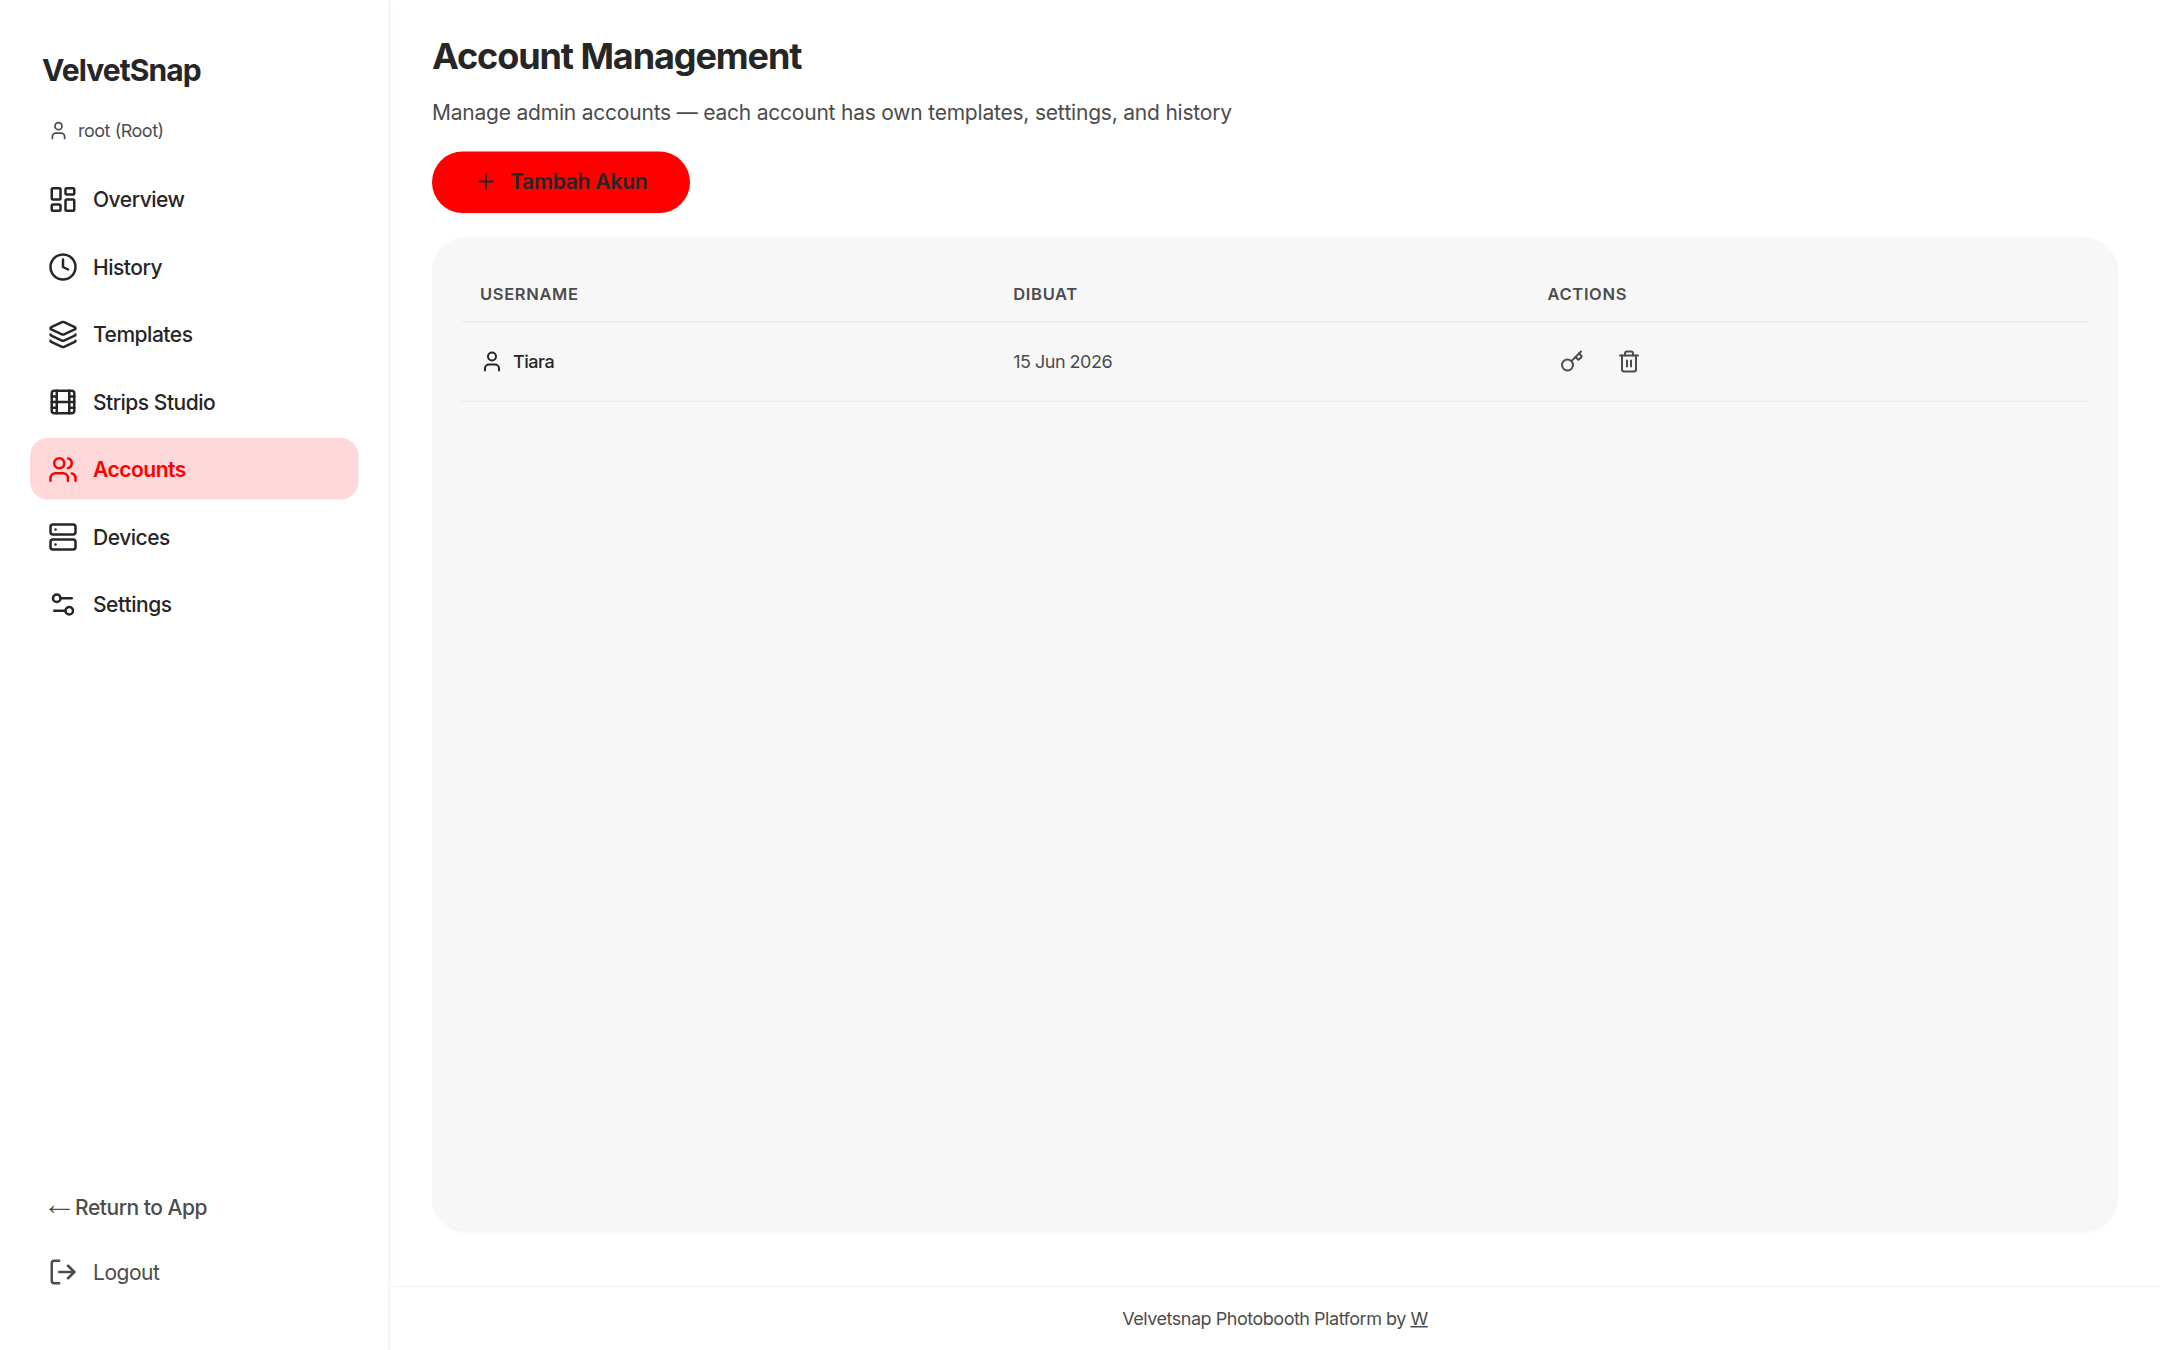 VelvetSnap
root (Root)
Overview
History
Templates
Strips Studio
Accounts
Devices
Settings
← Return to App
Logout
Account Management
Manage admin accounts — each account has own templates, settings, and history
+ Tambah Akun
USERNAME DIBUAT ACTIONS
Tiara 15 Jun 2026
Velvetsnap Photobooth Platform by W